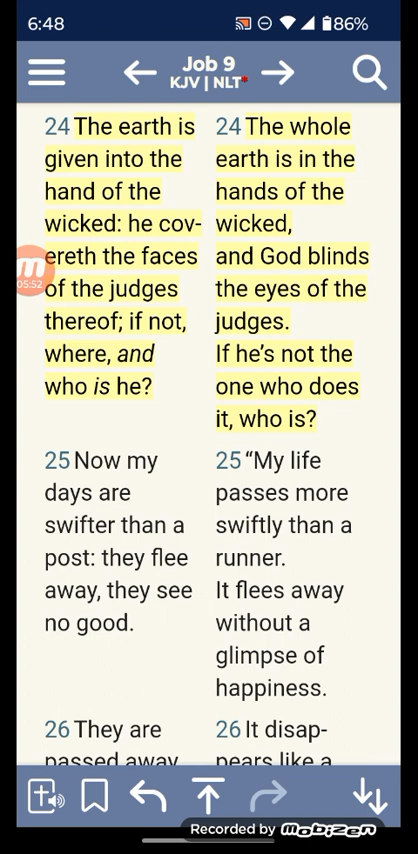 6:48
86%
Job 9
KJV | NLT*
24 The earth is
given into the
hand of the
wicked: he cov-
ereth the faces
of the judges
thereof; if not,
where, and
who is he?
25 Now my
days are
swifter than a
post: they flee
away, they see
no good.
26 They are
passed away
24 The whole
earth is in the
hands of the
wicked,
and God blinds
the eyes of the
judges.
If he’s not the
one who does
it, who is?
25 “My life
passes more
swiftly than a
runner.
It flees away
without a
glimpse of
happiness.
26 It disap-
pears like a
05:52
Recorded by mobizen